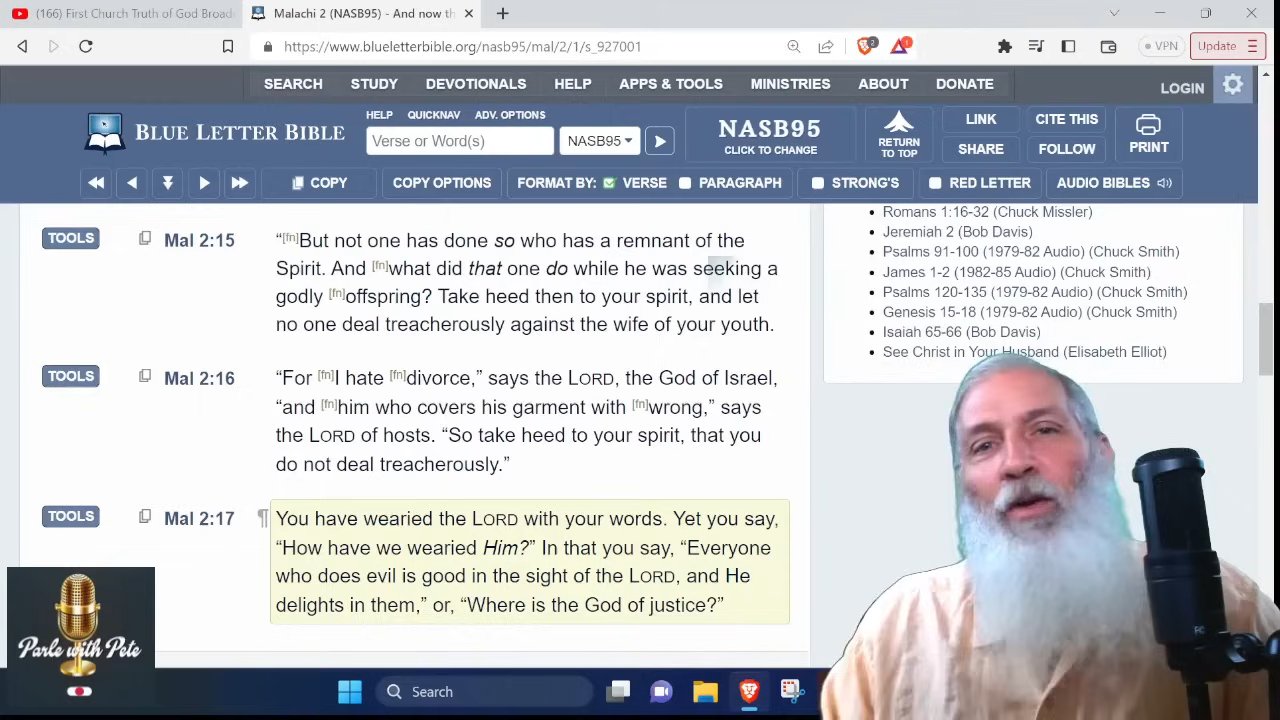 (166) First Church Truth of God Broad
Malachi 2 (NASB95) - And now th
https://www.blueletterbible.org/nasb95/mal/2/1/s_927001
2
1
VPN
Update
SEARCH STUDY DEVOTIONALS HELP APPS & TOOLS MINISTRIES ABOUT DONATE
LOGIN
BLUE LETTER BIBLE
HELP QUICKNAV ADV. OPTIONS
Verse or Word(s)
NASB95
NASB95
CLICK TO CHANGE
RETURN
TO TOP
LINK
CITE THIS
SHARE
FOLLOW
PRINT
COPY COPY OPTIONS FORMAT BY: VERSE PARAGRAPH STRONG'S RED LETTER AUDIO BIBLES
TOOLS Mal 2:15
“[fn]But not one has done so who has a remnant of the
Spirit. And [fn]what did that one do while he was seeking a
godly [fn]offspring? Take heed then to your spirit, and let
no one deal treacherously against the wife of your youth.
TOOLS Mal 2:16
“For [fn]I hate [fn]divorce,” says the LORD, the God of Israel,
“and [fn]him who covers his garment with [fn]wrong,” says
the LORD of hosts. “So take heed to your spirit, that you
do not deal treacherously.”
TOOLS Mal 2:17
¶ You have wearied the LORD with your words. Yet you say,
“How have we wearied Him?” In that you say, “Everyone
who does evil is good in the sight of the LORD, and He
delights in them,” or, “Where is the God of justice?”
Romans 1:16-32 (Chuck Missler)
Jeremiah 2 (Bob Davis)
Psalms 91-100 (1979-82 Audio) (Chuck Smith)
James 1-2 (1982-85 Audio) (Chuck Smith)
Psalms 120-135 (1979-82 Audio) (Chuck Smith)
Genesis 15-18 (1979-82 Audio) (Chuck Smith)
Isaiah 65-66 (Bob Davis)
See Christ in Your Husband (Elisabeth Elliot)
Parle with Pete
Search